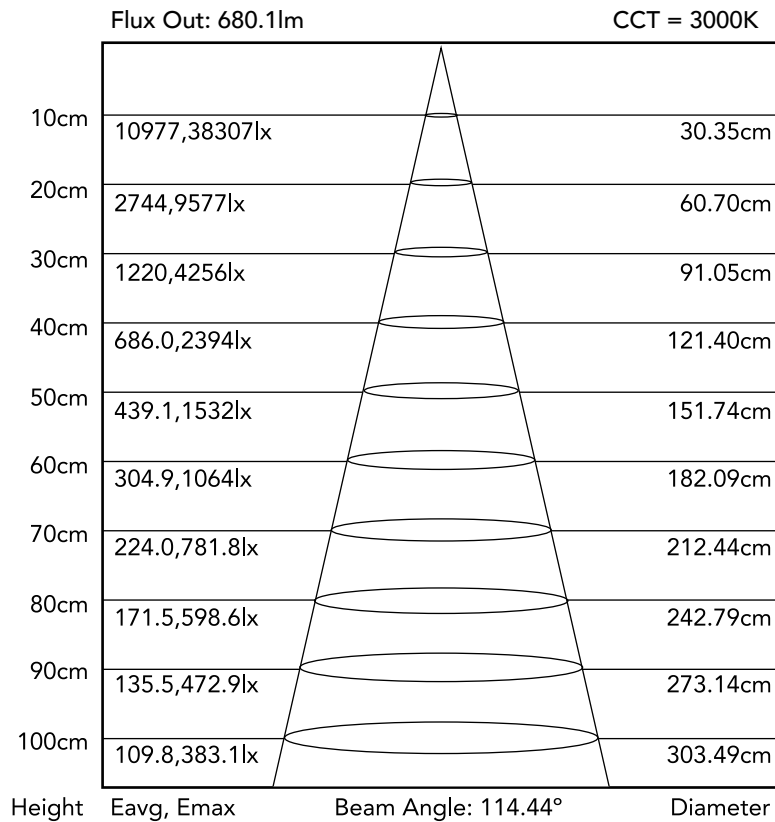 Flux Out: 680.1lm CCT = 3000K
10cm 10977,38307lx 30.35cm
20cm 2744,9577lx 60.70cm
30cm 1220,4256lx 91.05cm
40cm 686.0,2394lx 121.40cm
50cm 439.1,1532lx 151.74cm
60cm 304.9,1064lx 182.09cm
70cm 224.0,781.8lx 212.44cm
80cm 171.5,598.6lx 242.79cm
90cm 135.5,472.9lx 273.14cm
100cm 109.8,383.1lx 303.49cm
Height Eavg, Emax Beam Angle: 114.44º Diameter